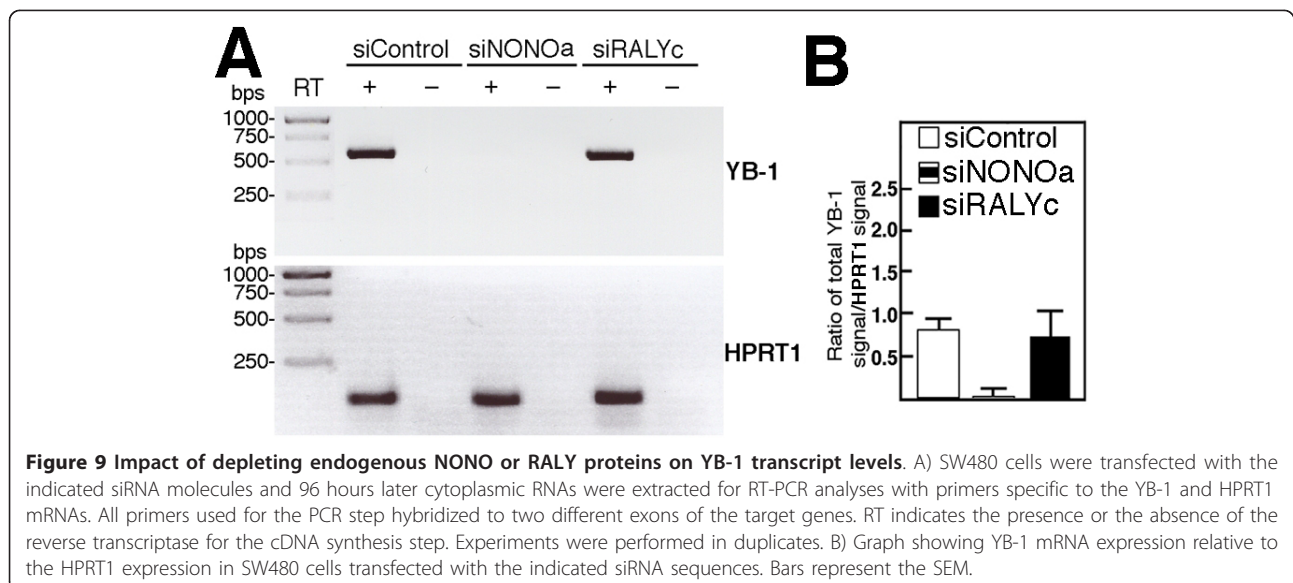 A
siControl siNONOa siRALYc
RT + – + – + –
bps
1000-
750-
500-
250-
YB-1
bps
1000-
750-
500-
250-
HPRT1
B
Ratio of total YB-1
signal/HPRT1 signal
siControl
siNONOa
siRALYc
2.5
2.0
1.5
1.0
0.5
Figure 9 Impact of depleting endogenous NONO or RALY proteins on YB-1 transcript levels. A) SW480 cells were transfected with the
indicated siRNA molecules and 96 hours later cytoplasmic RNAs were extracted for RT-PCR analyses with primers specific to the YB-1 and HPRT1
mRNAs. All primers used for the PCR step hybridized to two different exons of the target genes. RT indicates the presence or the absence of the
reverse transcriptase for the cDNA synthesis step. Experiments were performed in duplicates. B) Graph showing YB-1 mRNA expression relative to
the HPRT1 expression in SW480 cells transfected with the indicated siRNA sequences. Bars represent the SEM.